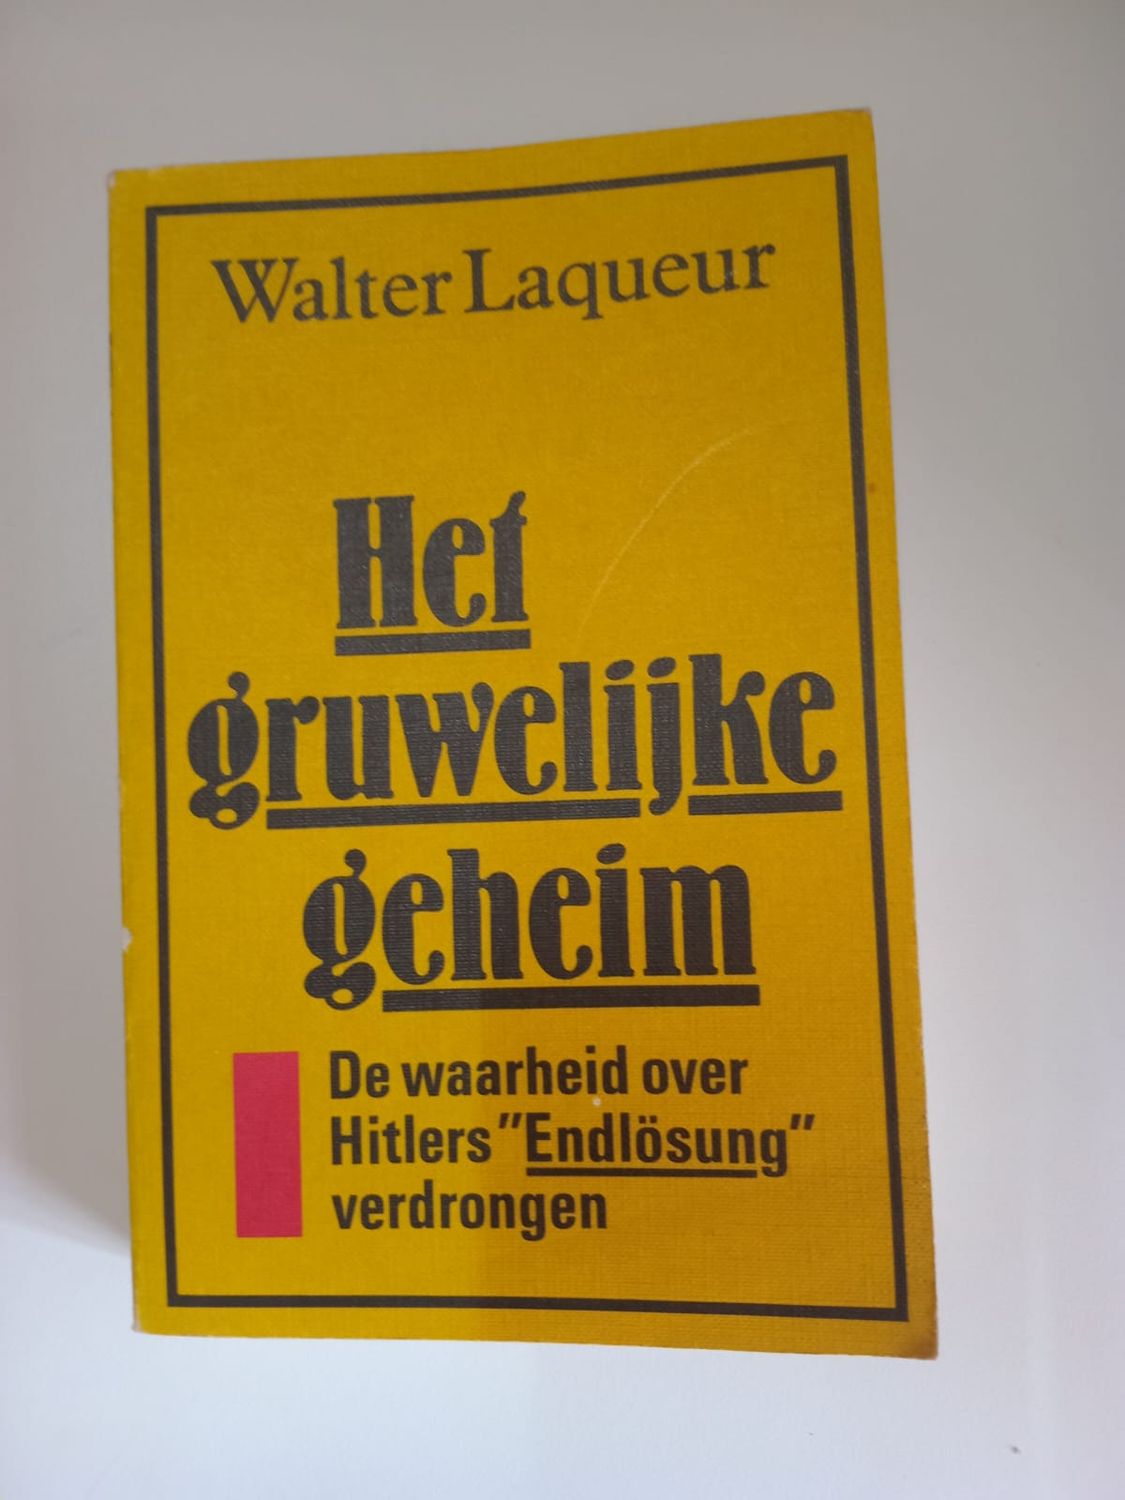 Walter Laqueur
Het
gruwelijke
geheim
De waarheid over
Hitlers "Endlösung"
verdrongen